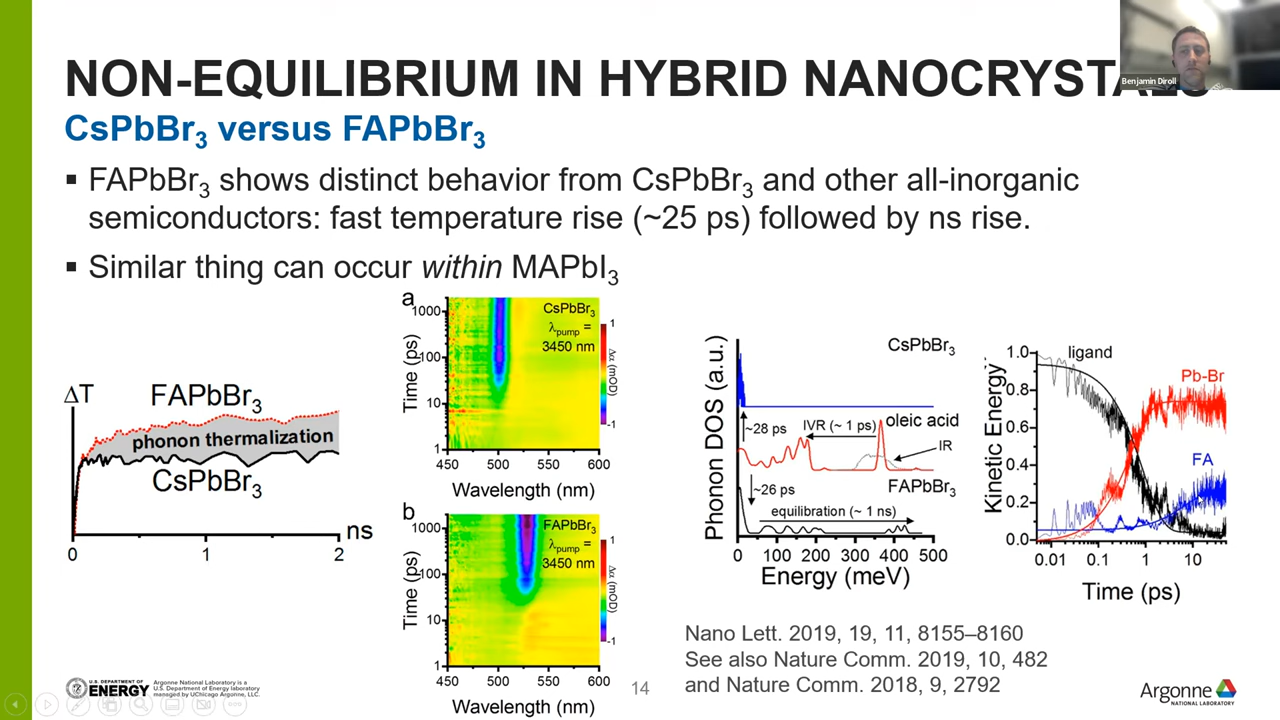 NON-EQUILIBRIUM IN HYBRID NANOCRYSTALS
Benjamin Diroll
CsPbBr3 versus FAPbBr3
▪ FAPbBr3 shows distinct behavior from CsPbBr3 and other all-inorganic
semiconductors: fast temperature rise (~25 ps) followed by ns rise.
▪ Similar thing can occur within MAPbI3
ΔT
FAPbBr3
phonon thermalization
CsPbBr3
ns
0 1 2
a
CsPbBr3
λpump =
3450 nm
Time (ps)
1000
100
10
1
450 500 550 600
Wavelength (nm)
1
Δα (mOD)
-1
b
FAPbBr3
λpump =
3450 nm
Time (ps)
1000
100
10
1
450 500 550 600
Wavelength (nm)
1
Δα (mOD)
-1
Phonon DOS (a.u.)
CsPbBr3
~28 ps
IVR (~ 1 ps)
oleic acid
IR
FAPbBr3
~26 ps
equilibration (~ 1 ns)
0 100 200 300 400 500
Energy (meV)
Kinetic Energy
1.0
0.8
0.6
0.4
0.2
0.0
ligand
Pb-Br
FA
0.01 0.1 1 10
Time (ps)
Nano Lett. 2019, 19, 11, 8155–8160
See also Nature Comm. 2019, 10, 482
and Nature Comm. 2018, 9, 2792
U.S. DEPARTMENT OF
ENERGY
Argonne National Laboratory is a
U.S. Department of Energy laboratory
managed by UChicago Argonne, LLC.
14
Argonne
NATIONAL LABORATORY